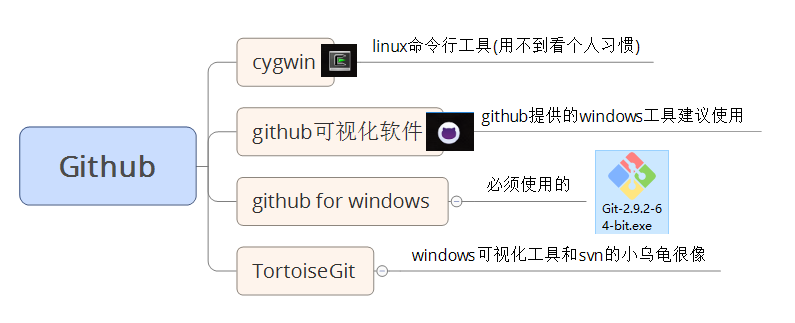 Github
cygwin
linux命令行工具(用不到看个人习惯)
github可视化软件
github提供的windows工具建议使用
github for windows
必须使用的
Git-2.9.2-6
4-bit.exe
TortoiseGit
windows可视化工具和svn的小乌龟很像